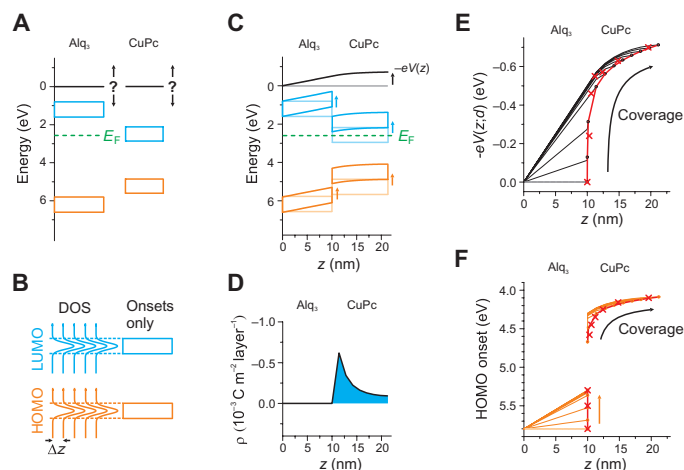 A
Alq3 CuPc
Energy (eV)
0
2
4
6
? ?
EF
B
DOS
Onsets
only
LUMO
HOMO
Δz
C
Alq3 CuPc
Energy (eV)
0
2
4
6
−eV(z)
EF
0 5 10 15 20
z (nm)
D
Alq3 CuPc
ρ (10−3 C m−2 layer−1)
−1.0
−0.5
0.0
0 5 10 15 20
z (nm)
E
Alq3 CuPc
-eV(z;d) (eV)
−0.6
−0.4
−0.2
0.0
Coverage
0 5 10 15 20
z (nm)
F
Alq3 CuPc
HOMO onset (eV)
4.0
4.5
5.0
5.5
Coverage
0 5 10 15 20
z (nm)